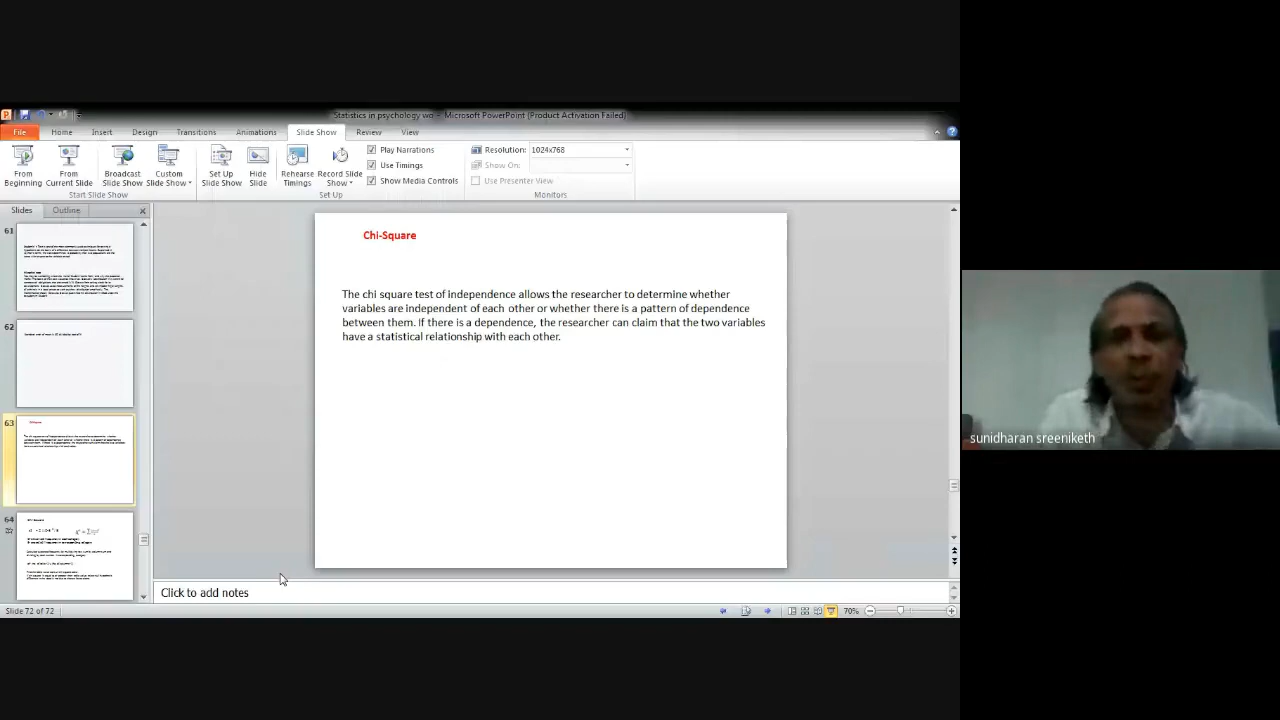 Statistics in psychology wo - Microsoft PowerPoint (Product Activation Failed)
File Home Insert Design Transitions Animations Slide Show Review View
From Beginning
From Current Slide
Broadcast Slide Show
Custom Slide Show
Set Up Slide Show
Hide Slide
Rehearse Timings
Record Slide Show
Play Narrations
Use Timings
Show Media Controls
Resolution: 1024x768
Show On:
Use Presenter View
Start Slide Show
Set Up
Monitors
Slides Outline
61
62
63
64
Chi-Square
The chi square test of independence allows the researcher to determine whether
variables are independent of each other or whether there is a pattern of dependence
between them. If there is a dependence, the researcher can claim that the two variables
have a statistical relationship with each other.
Click to add notes
Slide 72 of 72
70%
sunidharan sreeniketh